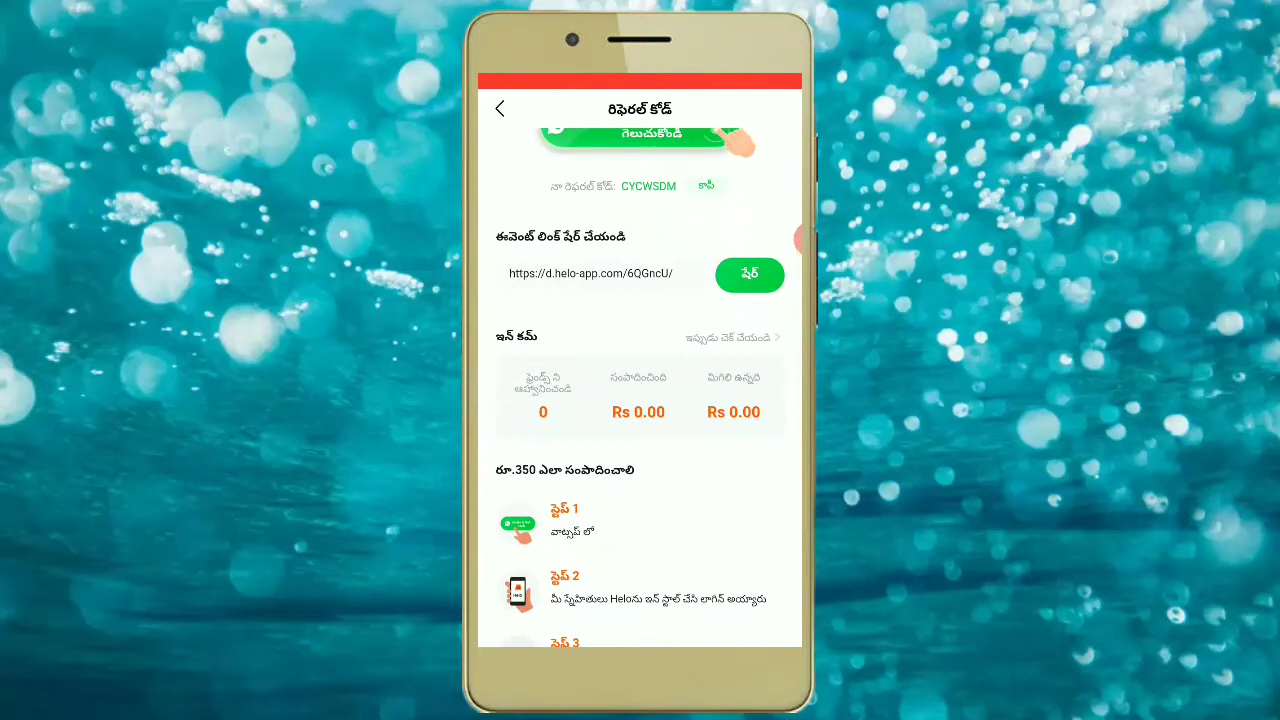 రిఫెరల్ కోడ్
గెలుచుకోండి
నా రెఫరల్ కోడ్: CYCWSDM కాపీ
ఈవెంట్ లింక్ షేర్ చేయండి
https://d.helo-app.com/6QGncU/ షేర్
ఇన్ కమ్ ఇప్పుడు చెక్ చేయండి
ఫ్రెండ్స్ ని
ఆహ్వానించండి
సంపాదించింది
మిగిలి ఉన్నది
0 Rs 0.00 Rs 0.00
రూ.350 ఎలా సంపాదించాలి
స్టెప్ 1
వాట్సప్ లో
స్టెప్ 2
మీ స్నేహితులు Heloను ఇన్ స్టాల్ చేసి లాగిన్ అయ్యారు
స్టెప్ 3